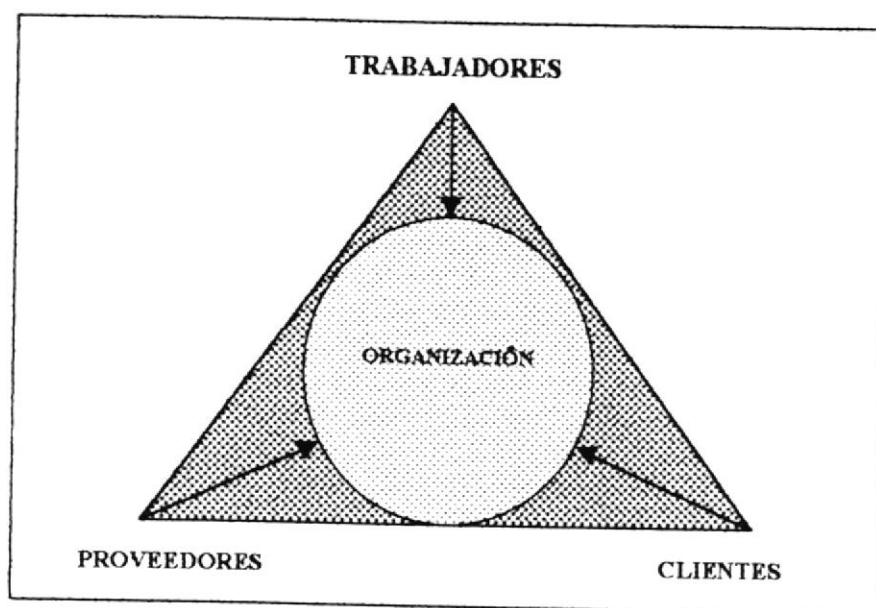 TRABAJADORES
ORGANIZACIÓN
PROVEEDORES
CLIENTES